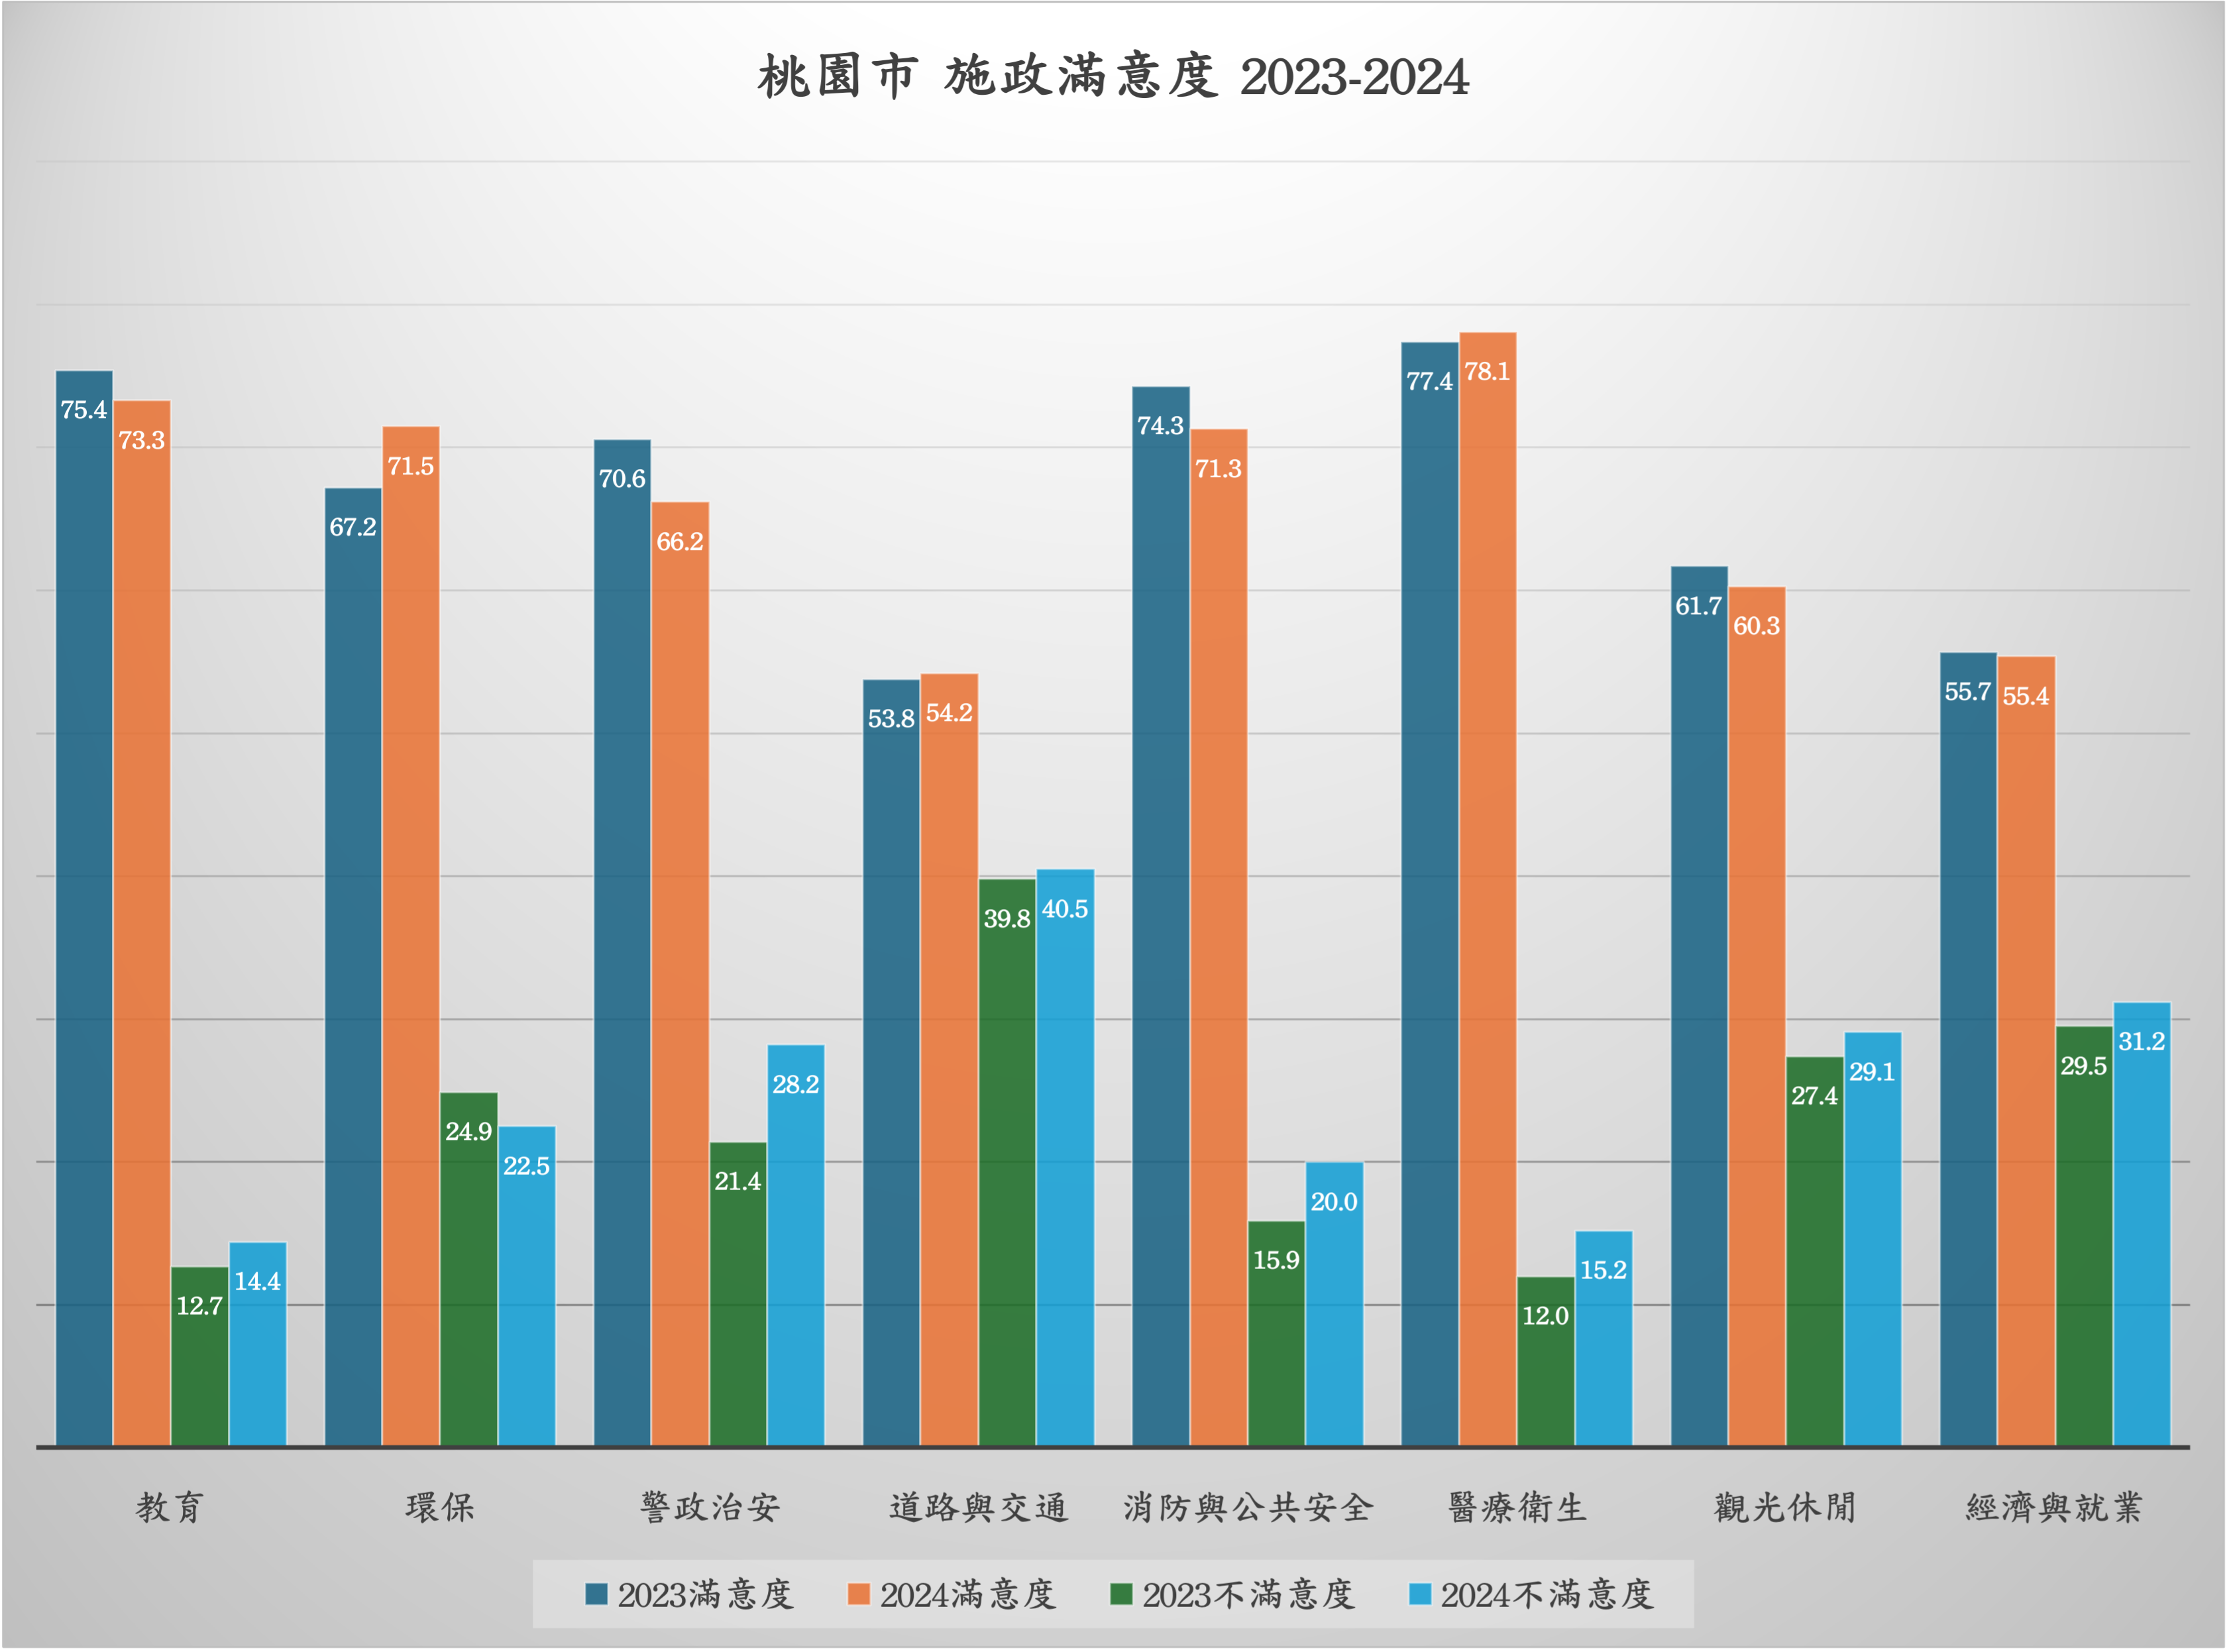 桃園市 施政滿意度 2023-2024
75.4 73.3 12.7 14.4
67.2 71.5 24.9 22.5
70.6 66.2 21.4 28.2
53.8 54.2 39.8 40.5
74.3 71.3 15.9 20.0
77.4 78.1 12.0 15.2
61.7 60.3 27.4 29.1
55.7 55.4 29.5 31.2
教育 環保 警政治安 道路與交通 消防與公共安全 醫療衛生 觀光休閒 經濟與就業
2023滿意度 2024滿意度 2023不滿意度 2024不滿意度